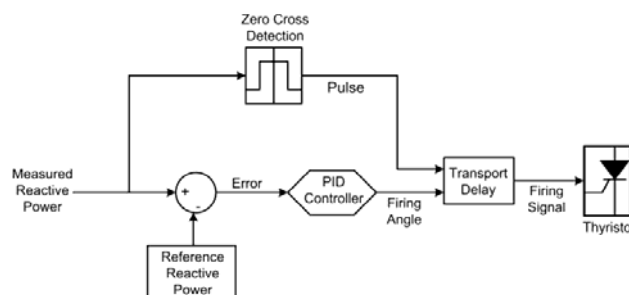 Zero Cross
Detection
Pulse
Measured
Reactive
Power
+
-
Error
PID
Controller
Firing
Angle
Transport
Delay
Firing
Signal
Thyristo
Reference
Reactive
Power